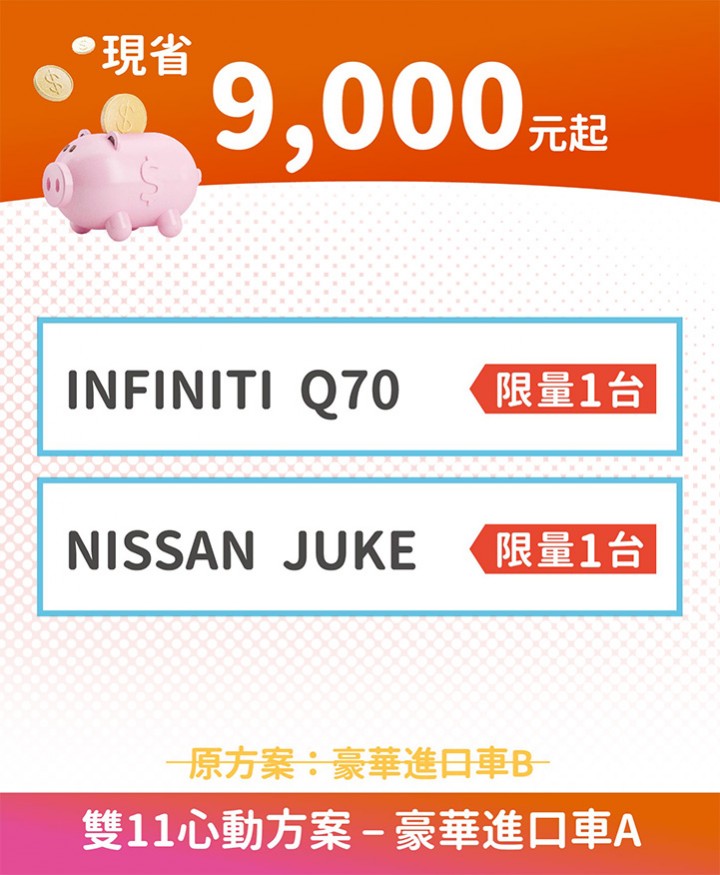 現省
9,000元起
INFINITI Q70 限量1台
NISSAN JUKE 限量1台
原方案：豪華進口車B
雙11心動方案–豪華進口車A